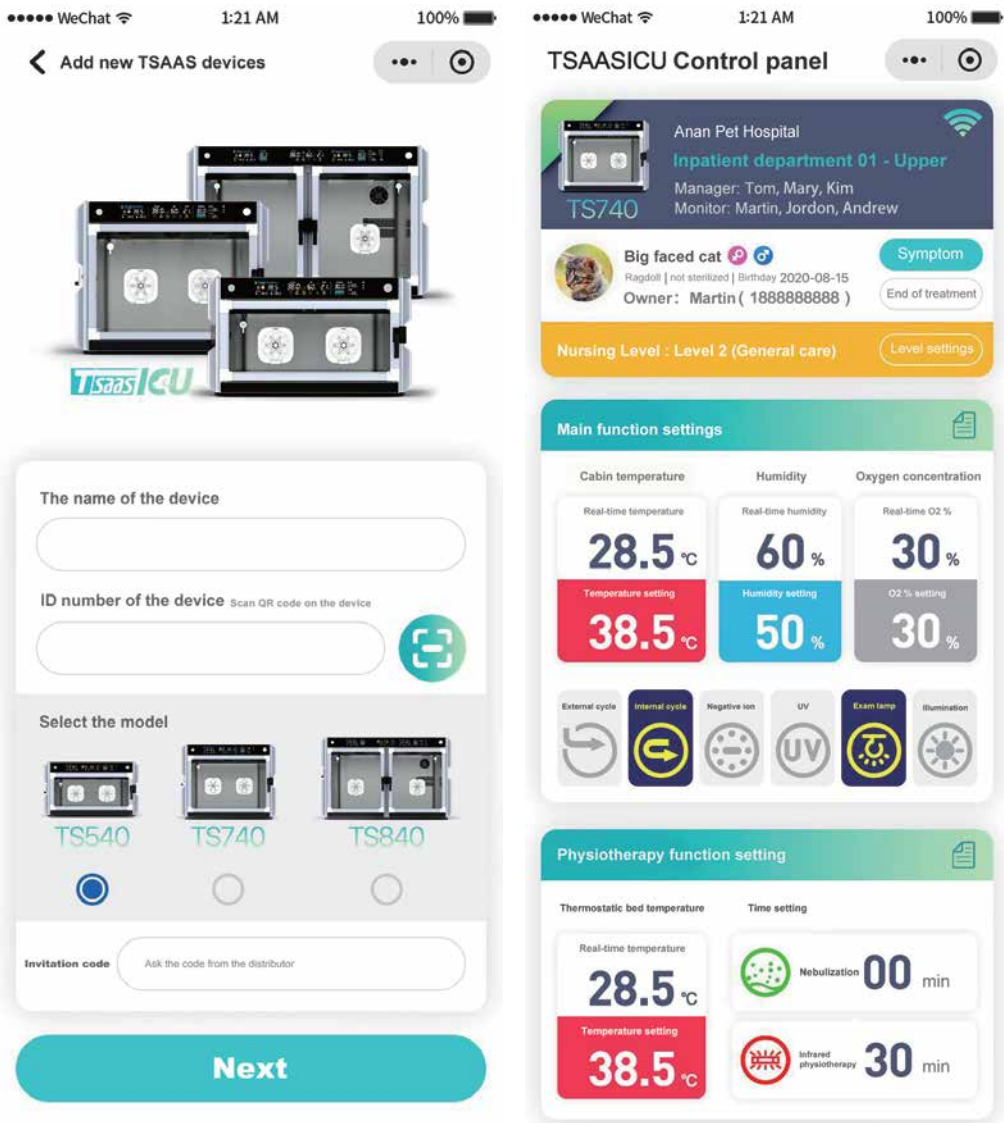 WeChat 1:21 AM 100%
Add new TSAAS devices
Tsaas ICU
The name of the device
ID number of the device Scan QR code on the device
Select the model
TS540 TS740 TS840
Invitation code Ask the code from the distributor
Next
WeChat 1:21 AM 100%
TSAASICU Control panel
Anan Pet Hospital
Inpatient department 01 - Upper
Manager: Tom, Mary, Kim
TS740 Monitor: Martin, Jordon, Andrew
Big faced cat Symptom
Ragdoll | not sterilized | Birthday 2020-08-15
Owner: Martin ( 1888888888 ) End of treatment
Nursing Level : Level 2 (General care) Level settings
Main function settings
Cabin temperature Humidity Oxygen concentration
Real-time temperature Real-time humidity Real-time O2 %
28.5 ℃ 60 % 30 %
Temperature setting Humidity setting O2 % setting
38.5 ℃ 50 % 30 %
External cycle Internal cycle Negative ion UV Exam lamp Illumination
UV
Physiotherapy function setting
Thermostatic bed temperature Time setting
Real-time temperature
28.5 ℃
Nebulization 00 min
Temperature setting
38.5 ℃
Infrared
physiotherapy 30 min